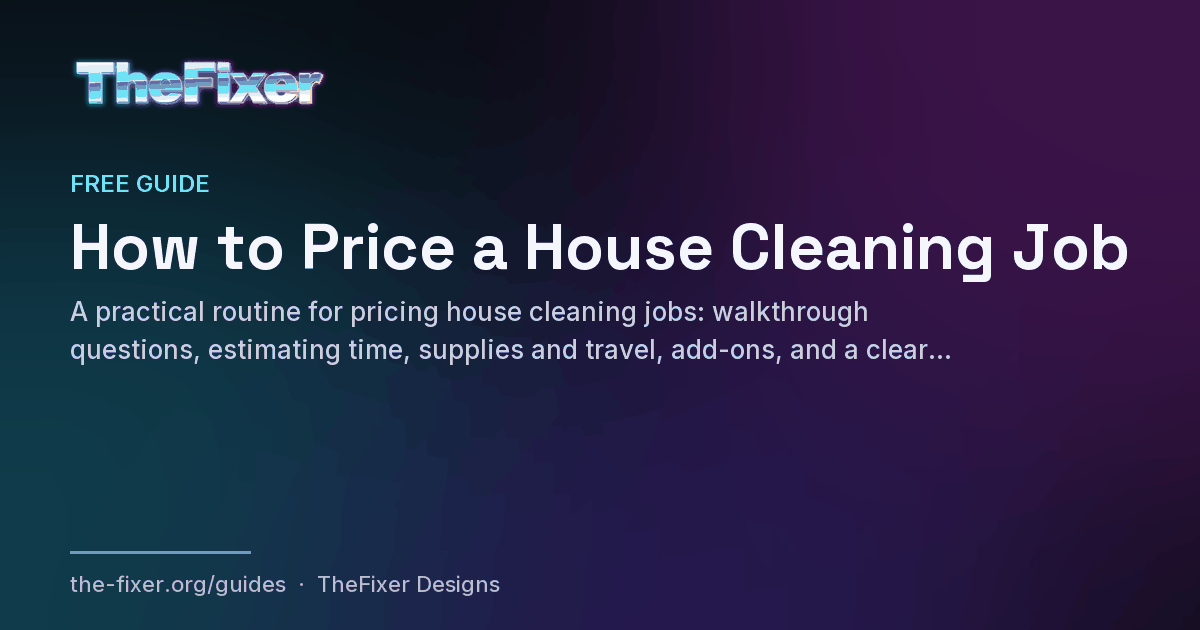 TheFixer
FREE GUIDE
How to Price a House Cleaning Job
A practical routine for pricing house cleaning jobs: walkthrough
questions, estimating time, supplies and travel, add-ons, and a clear...
the-fixer.org/guides · TheFixer Designs